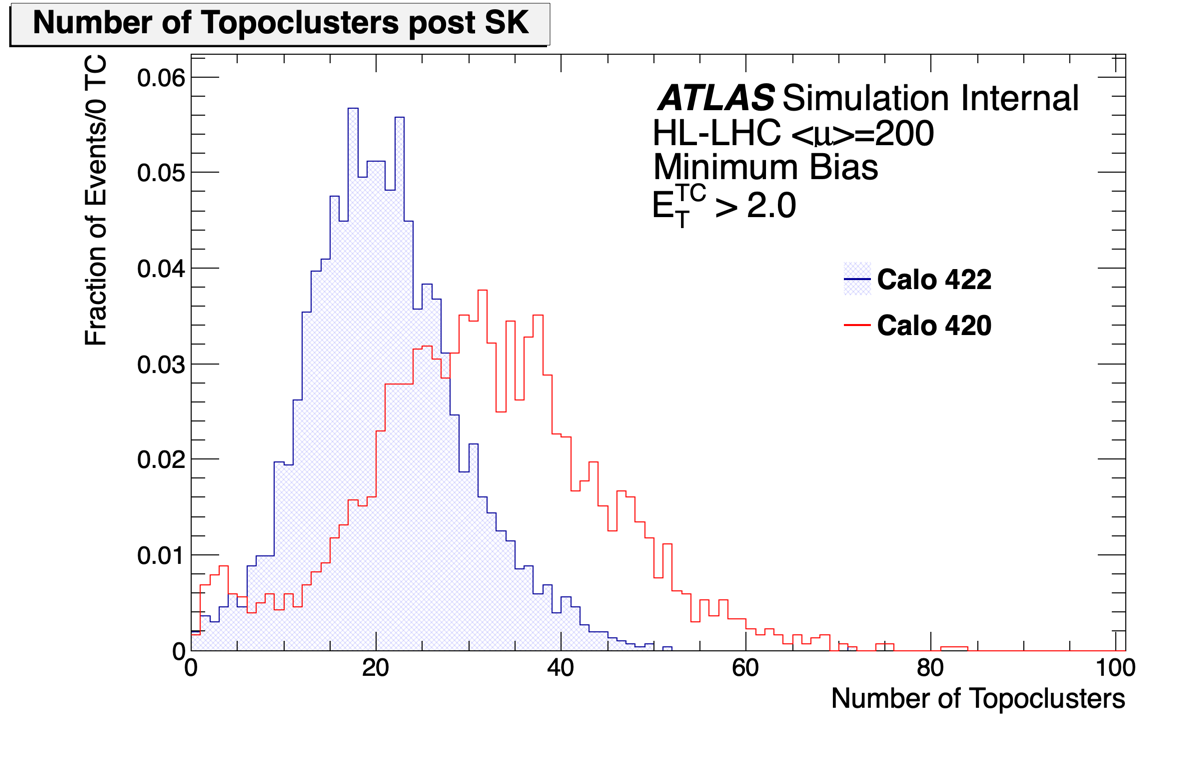 Number of Topoclusters post SK
Fraction of Events/0 TC
0.06
0.05
0.04
0.03
0.02
0.01
0
ATLAS Simulation Internal
HL-LHC <μ>=200
Minimum Bias
E_T^TC > 2.0
Calo 422
Calo 420
0 20 40 60 80 100
Number of Topoclusters